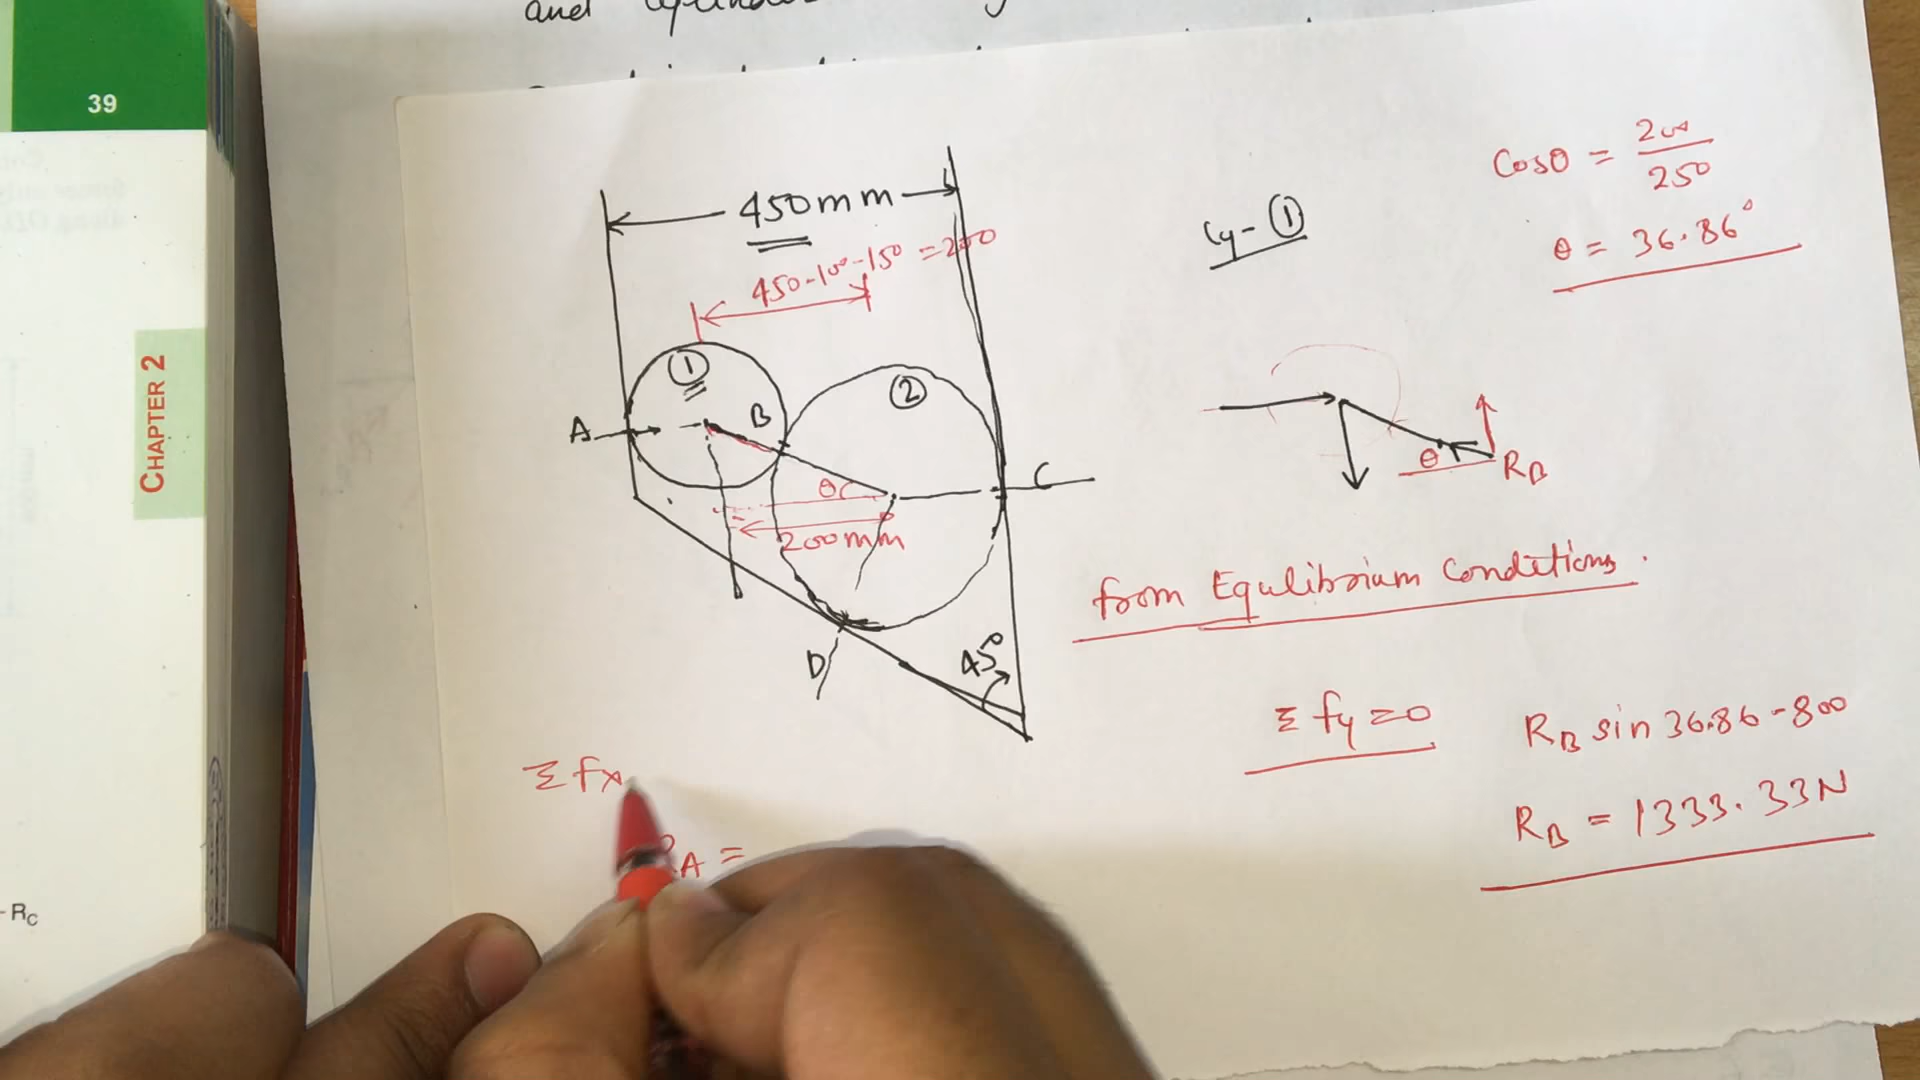 and
39
CHAPTER 2
- RC
450mm
450-100-150 = 200
1
2
A
B
C
θ
200mm
D
45°
Cy-1
Cosθ = 200/250
θ = 36.86°
θ
RB
from Equlibrium Conditions.
Σfy=0
RB sin 36.86-800
RB = 1333.33N
Σfx
RA =